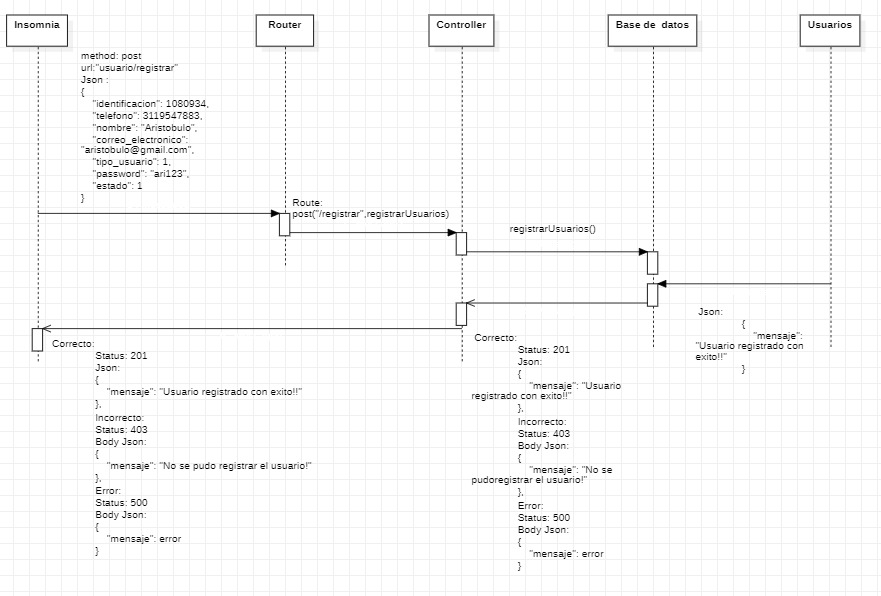 Insomnia
Router
Controller
Base de datos
Usuarios
method: post
url:"usuario/registrar"
Json :
{
"identificacion": 1080934,
"telefono": 3119547883,
"nombre": "Aristobulo",
"correo_electronico":
"aristobulo@gmail.com",
"tipo_usuario": 1,
"password": "ari123",
"estado": 1
}
Route:
post("/registrar",registrarUsuarios)
registrarUsuarios()
Json:
{
"mensaje":
"Usuario registrado con
exito!!"
}
Correcto:
Status: 201
Json:
{
"mensaje": "Usuario
registrado con exito!!"
},
Incorrecto:
Status: 403
Body Json:
{
"mensaje": "No se
pudoregistrar el usuario!"
},
Error:
Status: 500
Body Json:
{
"mensaje": error
}
Correcto:
Status: 201
Json:
{
"mensaje": "Usuario registrado con exito!!"
},
Incorrecto:
Status: 403
Body Json:
{
"mensaje": "No se pudo registrar el usuario!"
},
Error:
Status: 500
Body Json:
{
"mensaje": error
}